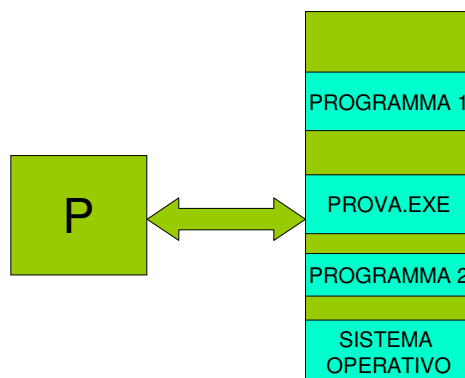 P
PROGRAMMA 1
PROVA.EXE
PROGRAMMA 2
SISTEMA
OPERATIVO